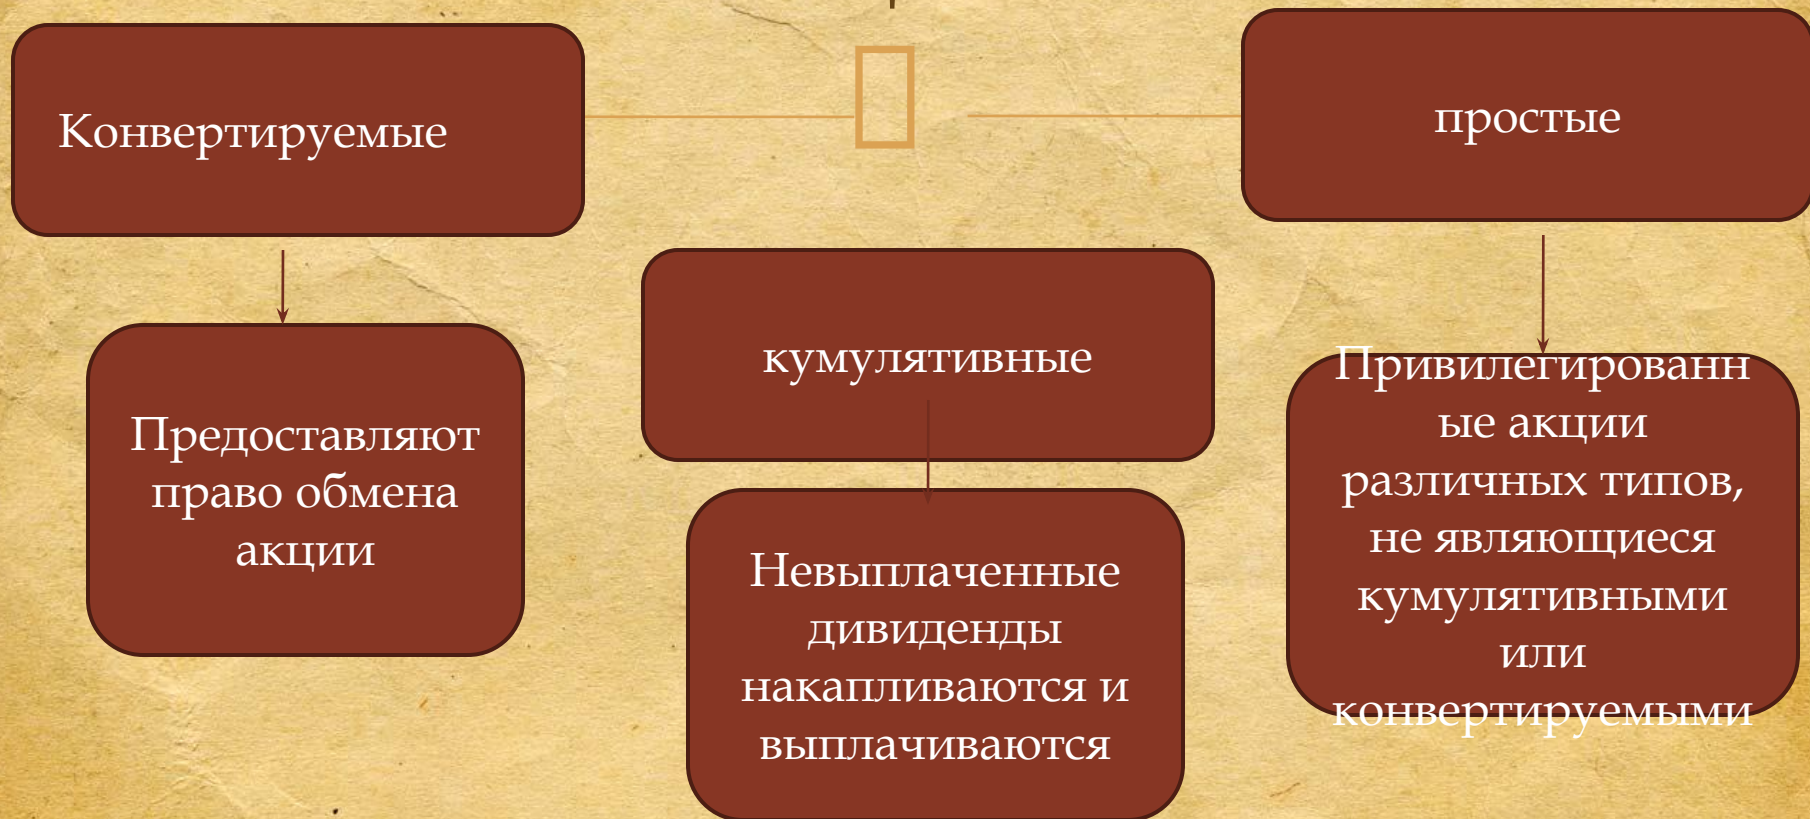 Конвертируемые
простые
Предоставляют
право обмена
акции
кумулятивные
Невыплаченные
дивиденды
накапливаются и
выплачиваются
Привилегированн
ые акции
различных типов,
не являющиеся
кумулятивными
или
конвертируемыми